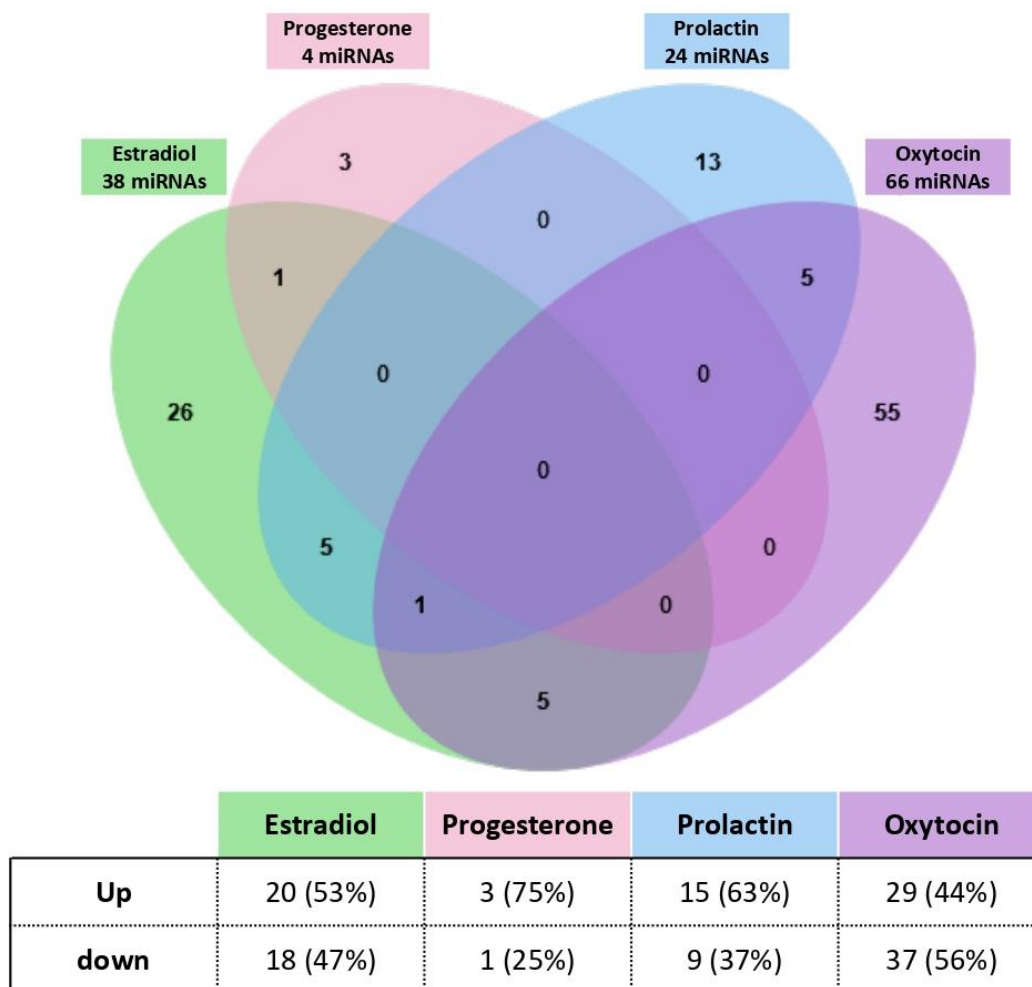 Progesterone
4 miRNAs
Prolactin
24 miRNAs
Estradiol
38 miRNAs
Oxytocin
66 miRNAs
3
13
0
1
5
0
0
26
55
0
5
0
1
0
5
Estradiol Progesterone Prolactin Oxytocin
Up 20 (53%) 3 (75%) 15 (63%) 29 (44%)
down 18 (47%) 1 (25%) 9 (37%) 37 (56%)